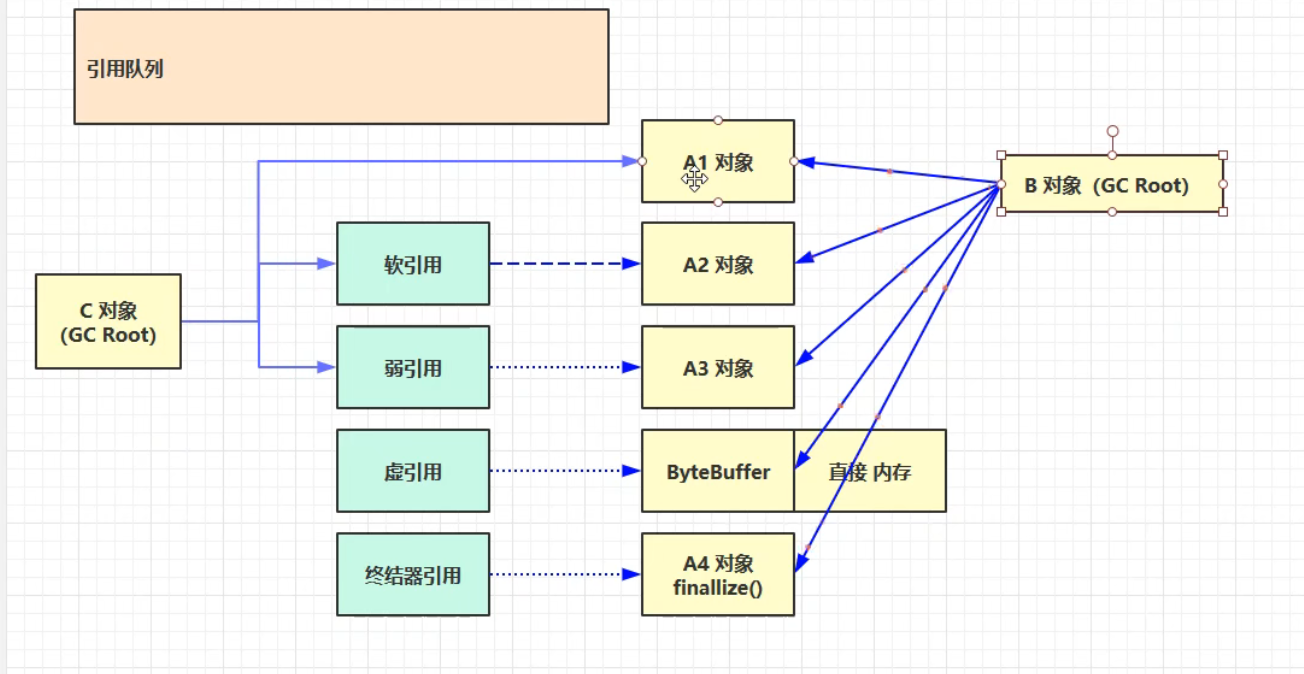 引用队列
A1 对象
B 对象（GC Root）
软引用
A2 对象
C 对象
(GC Root)
弱引用
A3 对象
虚引用
ByteBuffer
直接 内存
终结器引用
A4 对象
finallize()